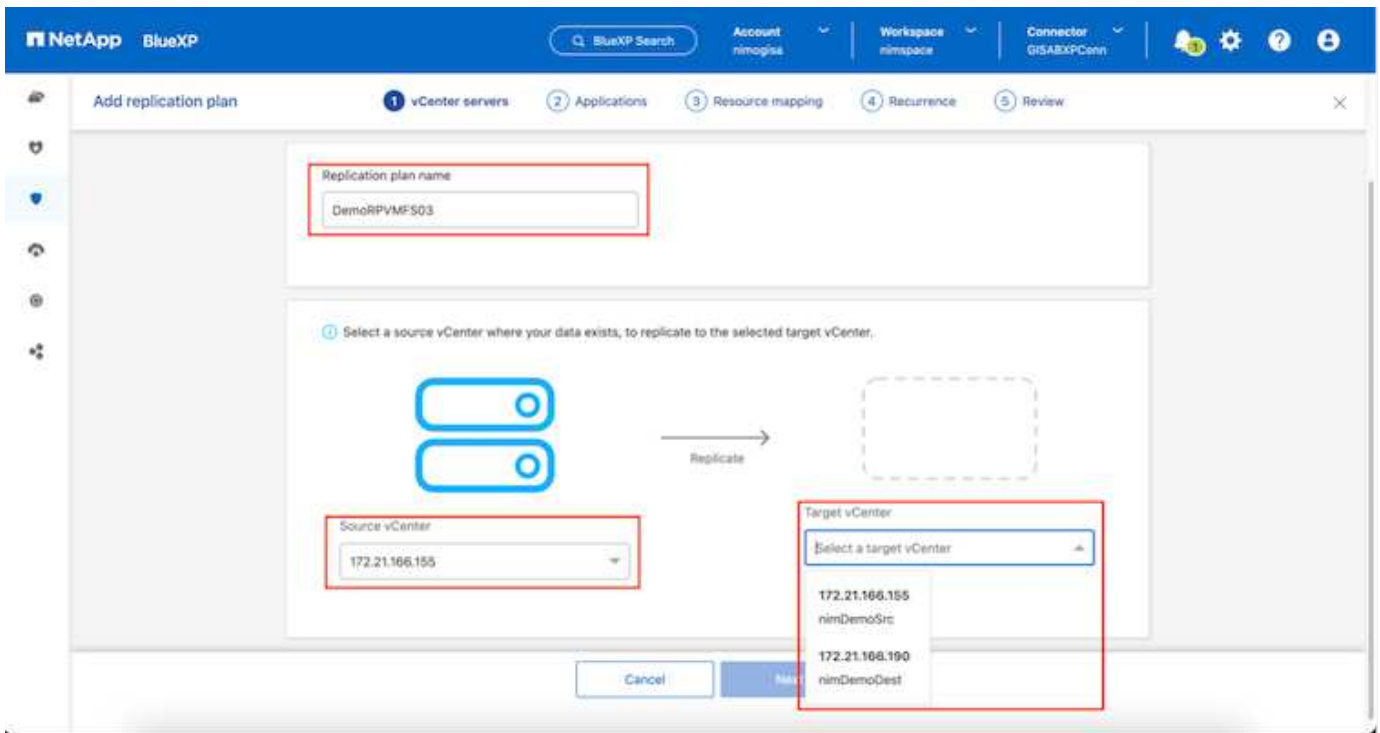 NetApp BlueXP
BlueXP Search
Account
nimogisa
Workspace
nimspace
Connector
GISABXPConn
1
Add replication plan
1 vCenter servers
2 Applications
3 Resource mapping
4 Recurrence
5 Review
Replication plan name
DemoRPVMFS03
Select a source vCenter where your data exists, to replicate to the selected target vCenter.
Replicate
Source vCenter
172.21.166.155
Target vCenter
Select a target vCenter
172.21.166.155
nimDemoSrc
172.21.166.190
nimDemoDest
Cancel